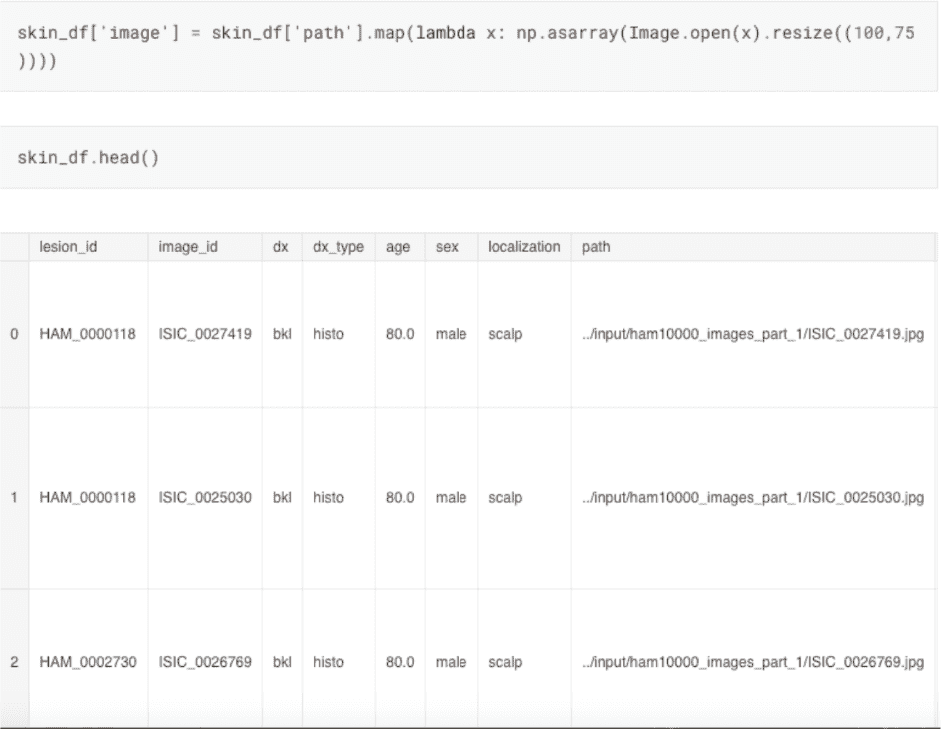 skin_df['image'] = skin_df['path'].map(lambda x: np.asarray(Image.open(x).resize((100,75
))))
skin_df.head()
lesion_id image_id dx dx_type age sex localization path
0 HAM_0000118 ISIC_0027419 bkl histo 80.0 male scalp ../input/ham10000_images_part_1/ISIC_0027419.jpg
1 HAM_0000118 ISIC_0025030 bkl histo 80.0 male scalp ../input/ham10000_images_part_1/ISIC_0025030.jpg
2 HAM_0002730 ISIC_0026769 bkl histo 80.0 male scalp ../input/ham10000_images_part_1/ISIC_0026769.jpg